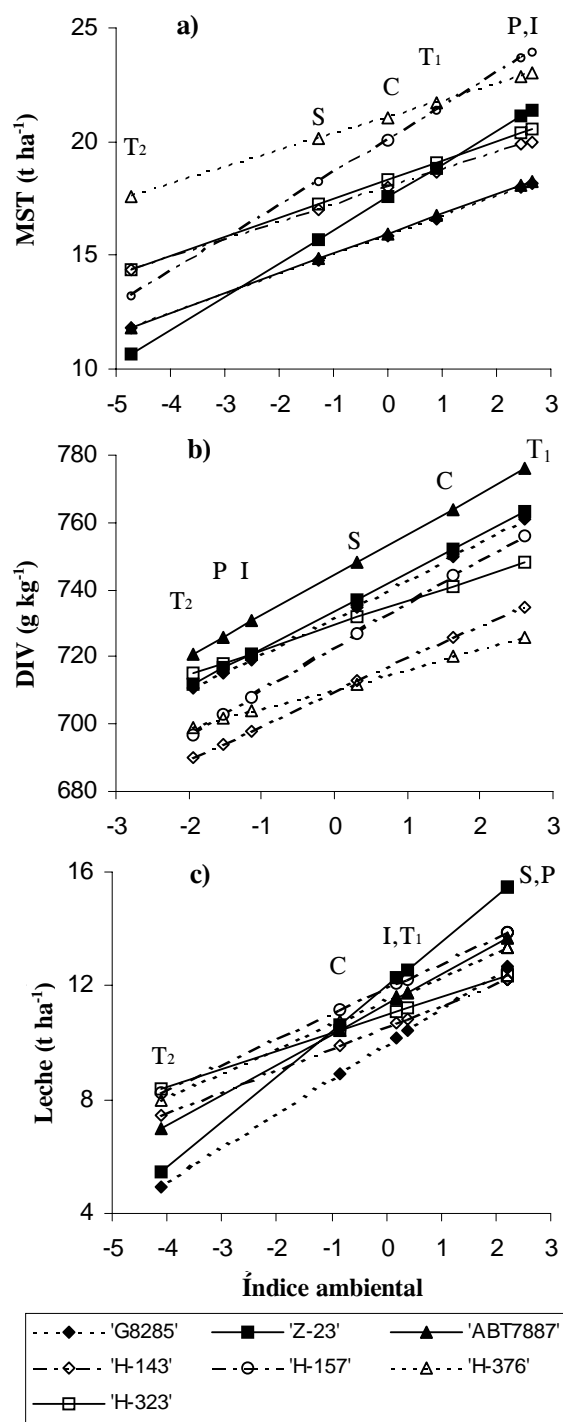 a)
P,I
T1
C
S
T2
MST (t ha-1)
25
20
15
10
-5 -4 -3 -2 -1 0 1 2 3
b)
T1
C
S
P I
T2
DIV (g kg-1)
780
760
740
720
700
680
-3 -2 -1 0 1 2 3
c)
S,P
I,T1
C
T2
Leche (t ha-1)
16
12
8
4
-5 -4 -3 -2 -1 0 1 2 3
Índice ambiental
'G8285' 'Z-23' 'ABT7887'
'H-143' 'H-157' 'H-376'
'H-323'